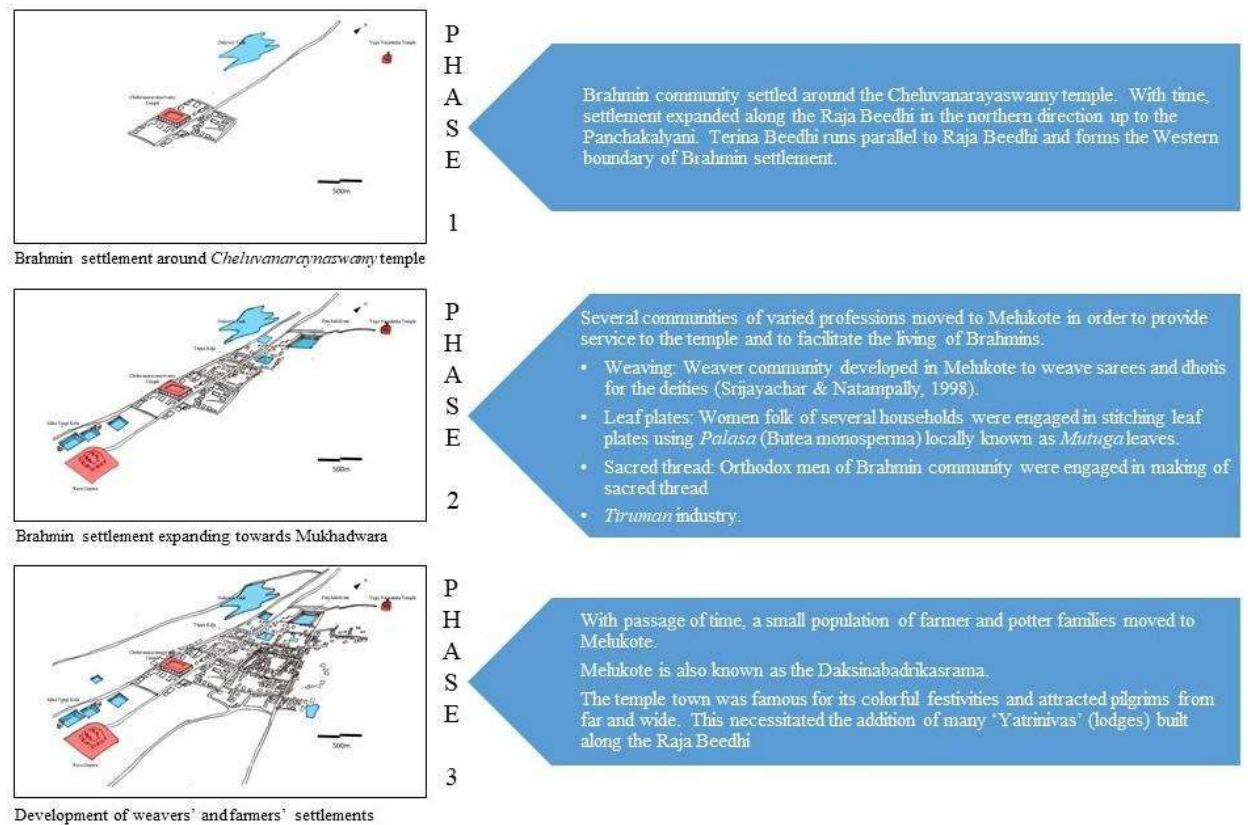 P
H
A
S
E
1
Brahmin community settled around the Cheluvanarayaswamy temple. With time,
settlement expanded along the Raja Beedhi in the northern direction up to the
Panchakalyani. Terina Beedhi runs parallel to Raja Beedhi and forms the Western
boundary of Brahmin settlement.
500m
Brahmin settlement around Cheluvanaraynaswamy temple
P
H
A
S
E
2
Several communities of varied professions moved to Melukote in order to provide
service to the temple and to facilitate the living of Brahmins.
• Weaving: Weaver community developed in Melukote to weave sarees and dhotis
for the deities (Srijayachar & Natampally, 1998).
• Leaf plates: Women folk of several households were engaged in stitching leaf
plates using Palasa (Butea monosperma) locally known as Mutuga leaves.
• Sacred thread: Orthodox men of Brahmin community were engaged in making of
sacred thread
• Tiruman industry.
500m
Brahmin settlement expanding towards Mukhadwara
P
H
A
S
E
3
With passage of time, a small population of farmer and potter families moved to
Melukote.
Melukote is also known as the Daksinabadrikasrama.
The temple town was famous for its colorful festivities and attracted pilgrims from
far and wide. This necessitated the addition of many ‘Yatrinivas’ (lodges) built
along the Raja Beedhi
500m
Development of weavers’ and farmers’ settlements